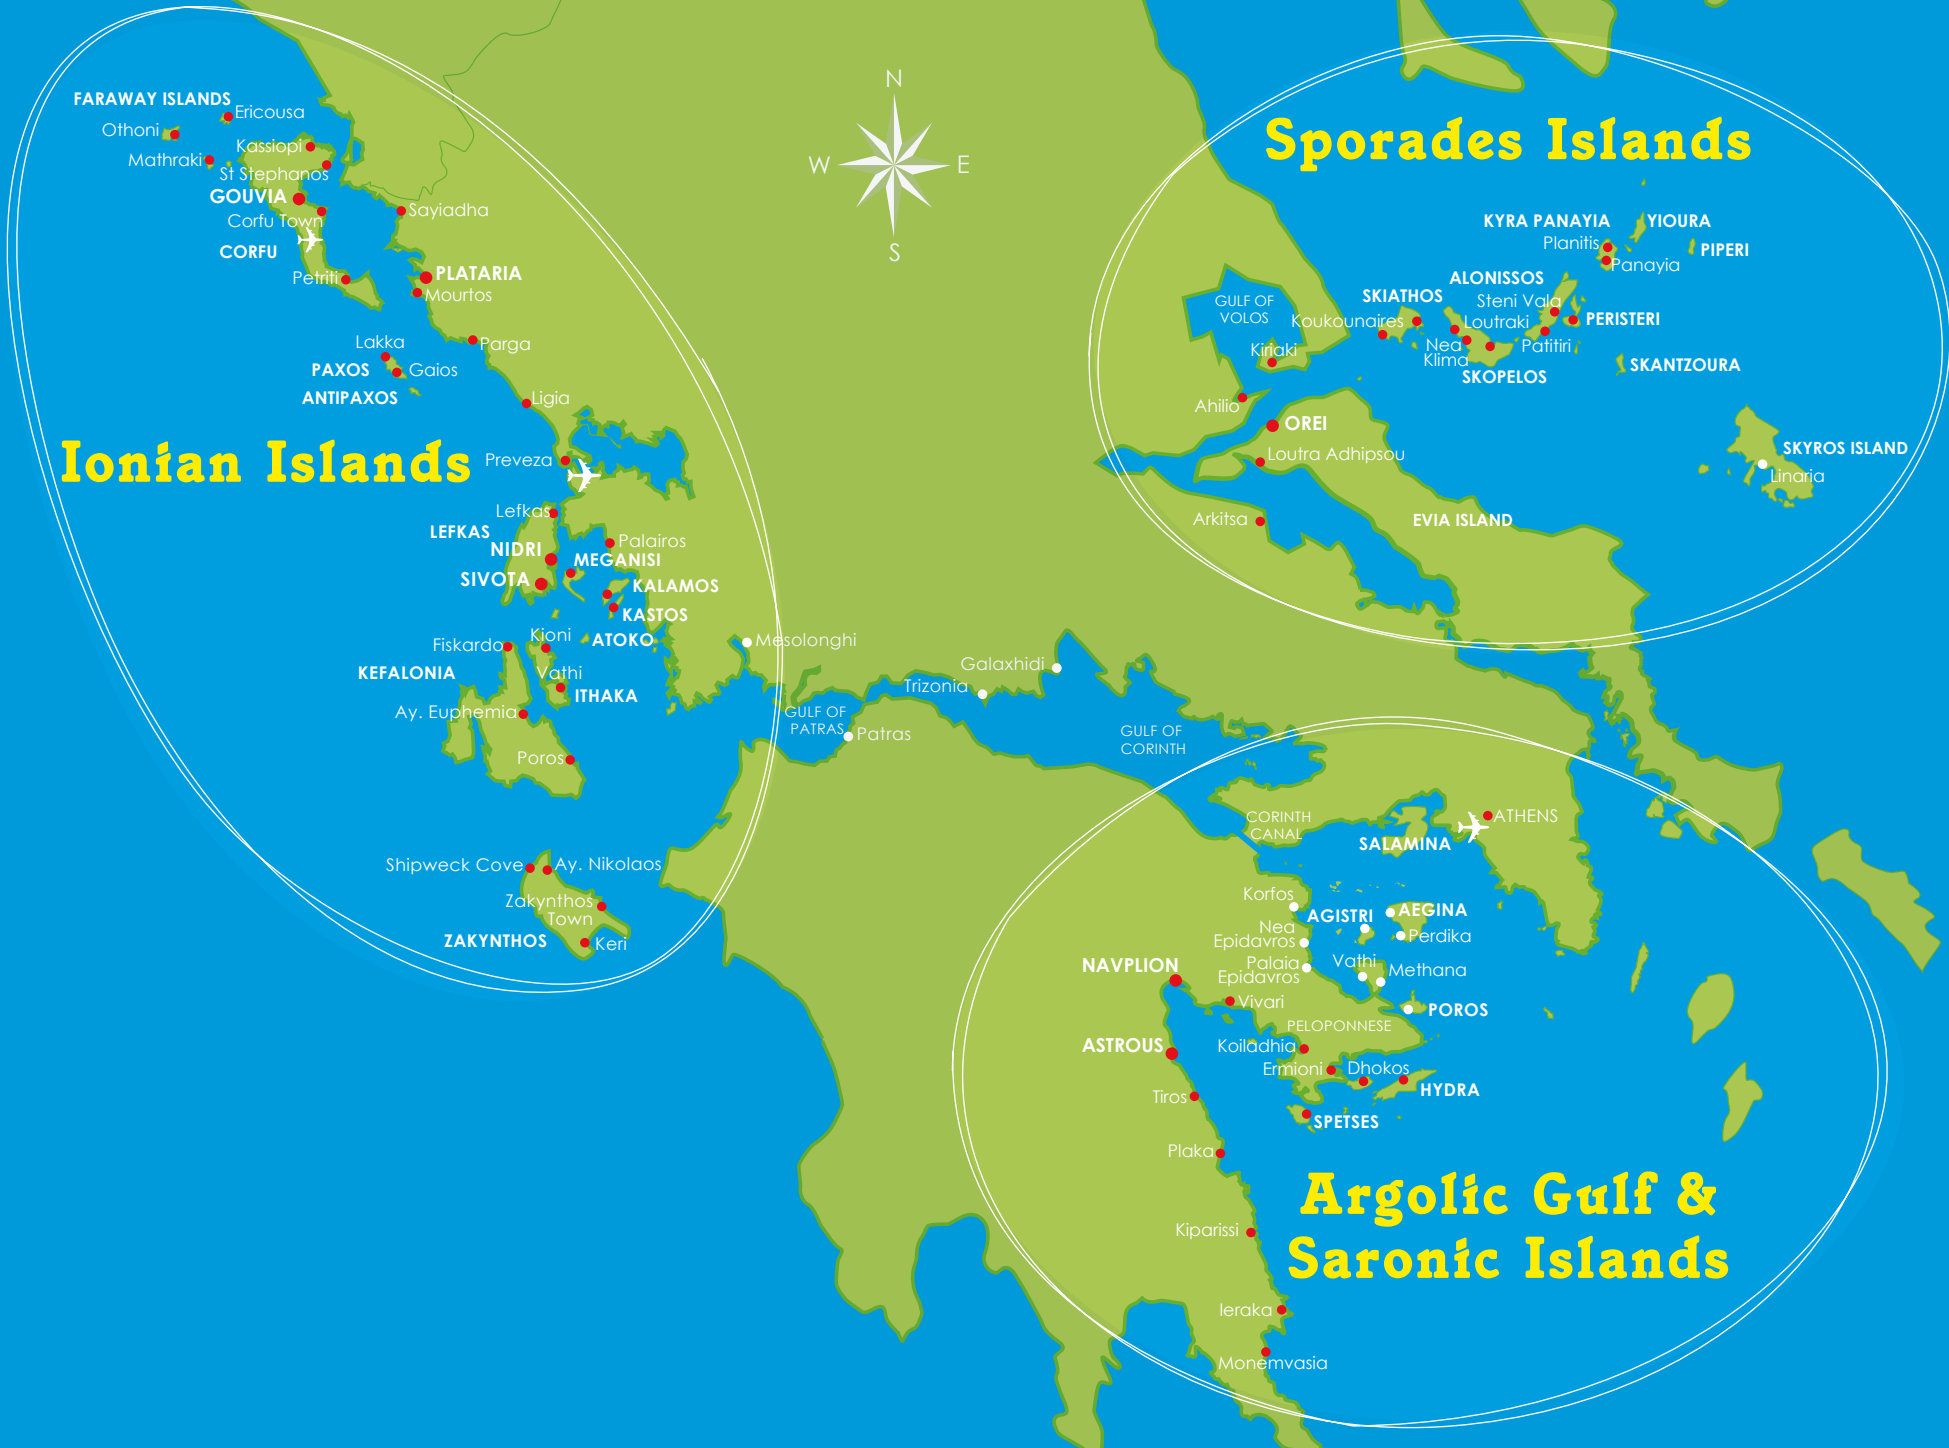 N
W
E
S
FARAWAY ISLANDS
Ericousa
Othoni
Kassiopi
Mathraki
St Stephanos
GOUVIA
Corfu Town
CORFU
Petriti
Sayiadha
PLATARIA
Mourtos
Parga
Lakka
PAXOS
Gaios
ANTIPAXOS
Ligia
Ionian Islands
Preveza
Lefkas
LEFKAS
NIDRI
Palairos
MEGANISI
SIVOTA
KALAMOS
KASTOS
ATOKO
Kioni
Fiskardo
KEFALONIA
Vathi
ITHAKA
Ay. Euphemia
Poros
Shipweck Cove
Ay. Nikolaos
Zakynthos
Town
ZAKYNTHOS
Keri
Mesolonghi
GULF OF
PATRAS
Patras
Trizonia
Galaxhidi
GULF OF
CORINTH
Sporades Islands
KYRA PANAYIA
YIOURA
Planitis
PIPERI
Panayia
ALONISSOS
Steni Vala
SKIATHOS
GULF OF
VOLOS
Koukounaires
Loutraki
PERISTERI
Nea
Klima
Patitiri
Kiriaki
SKOPELOS
SKANTZOURA
Ahilio
OREI
Loutra Adhipsou
SKYROS ISLAND
Linaria
Arkitsa
EVIA ISLAND
CORINTH
CANAL
ATHENS
SALAMINA
Korfos
AGISTRI
AEGINA
Nea
Epidavros
Perdika
Palaia
Epidavros
Vathi
Methana
NAVPLION
Vivari
POROS
PELOPONNESE
ASTROUS
Koiladhia
Ermioni
Dhokos
HYDRA
Tiros
SPETSES
Plaka
Argolic Gulf &
Saronic Islands
Kiparissi
Ieraka
Monemvasia